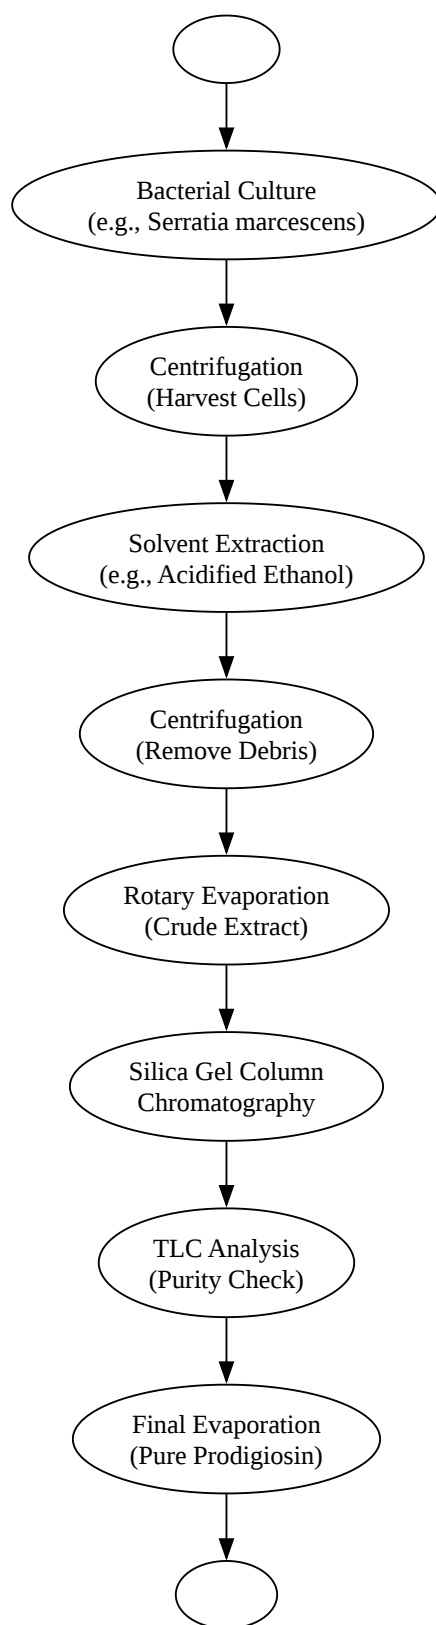 Bacterial Culture
(e.g., Serratia marcescens)
Centrifugation
(Harvest Cells)
Solvent Extraction
(e.g., Acidified Ethanol)
Centrifugation
(Remove Debris)
Rotary Evaporation
(Crude Extract)
Silica Gel Column
Chromatography
TLC Analysis
(Purity Check)
Final Evaporation
(Pure Prodigiosin)